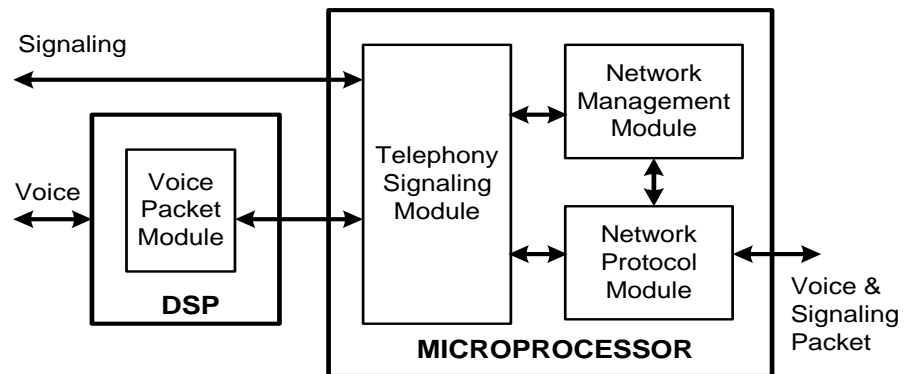 Signaling
Voice
Voice
Packet
Module
DSP
Telephony
Signaling
Module
Network
Management
Module
Network
Protocol
Module
MICROPROCESSOR
Voice &
Signaling
Packet